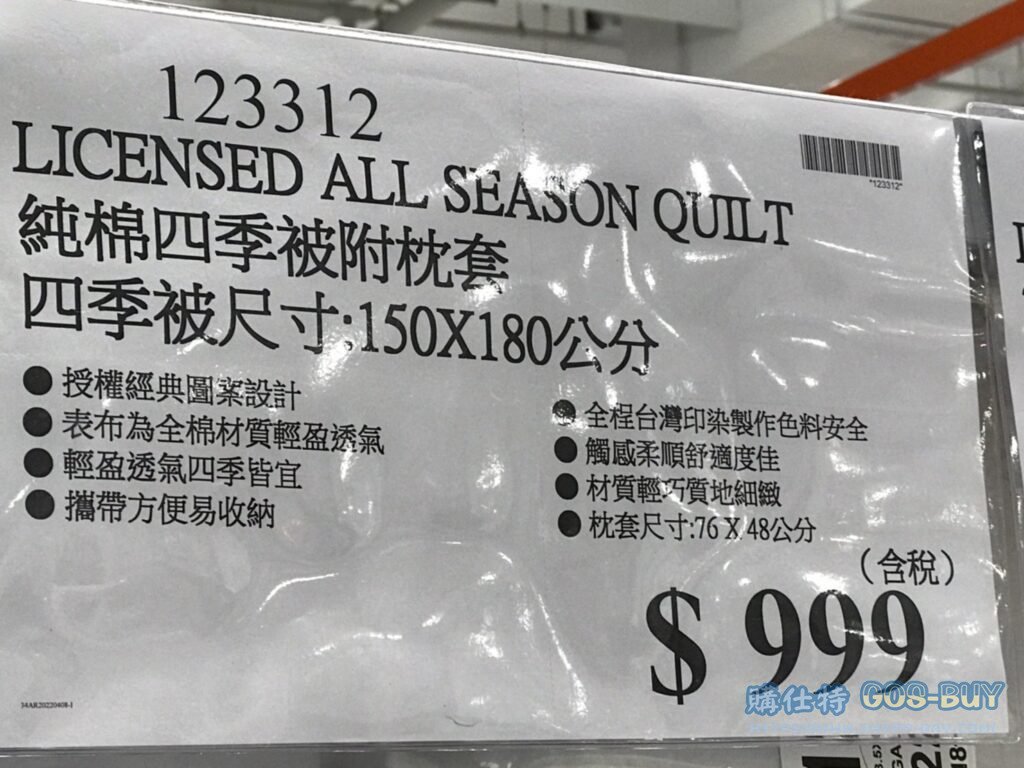 123312
LICENSED ALL SEASON QUILT
*123312*
純棉四季被附枕套
四季被尺寸:150X180公分
● 授權經典圖案設計
● 表布為全棉材質輕盈透氣
● 輕盈透氣四季皆宜
● 攜帶方便易收納
● 全程台灣印染製作色料安全
● 觸感柔順舒適度佳
● 材質輕巧質地細緻
● 枕套尺寸:76 X 48公分
(含稅)
$ 999
34AR20220408-1
購仕特 GOS-BUY